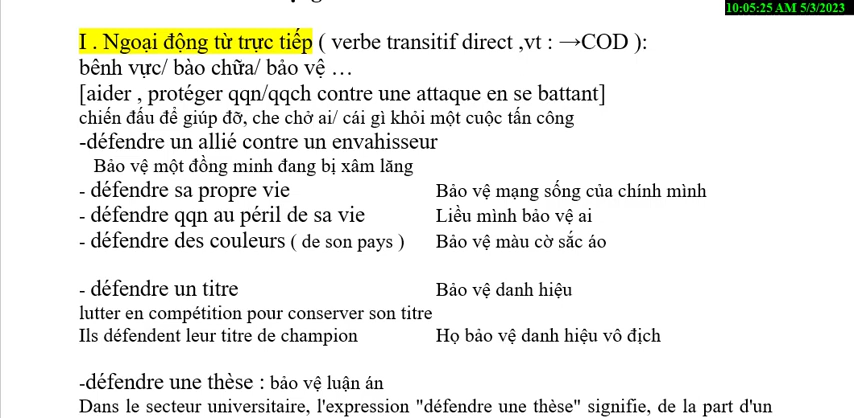 10:05:25 AM 5/3/2023
I . Ngoại động từ trực tiếp ( verbe transitif direct ,vt : →COD ):
bênh vực/ bào chữa/ bảo vệ …
[aider , protéger qqn/qqch contre une attaque en se battant]
chiến đấu để giúp đỡ, che chở ai/ cái gì khỏi một cuộc tấn công
-défendre un allié contre un envahisseur
Bảo vệ một đồng minh đang bị xâm lăng
- défendre sa propre vie Bảo vệ mạng sống của chính mình
- défendre qqn au péril de sa vie Liều mình bảo vệ ai
- défendre des couleurs ( de son pays ) Bảo vệ màu cờ sắc áo
- défendre un titre Bảo vệ danh hiệu
lutter en compétition pour conserver son titre
Ils défendent leur titre de champion Họ bảo vệ danh hiệu vô địch
-défendre une thèse : bảo vệ luận án
Dans le secteur universitaire, l'expression "défendre une thèse" signifie, de la part d'un